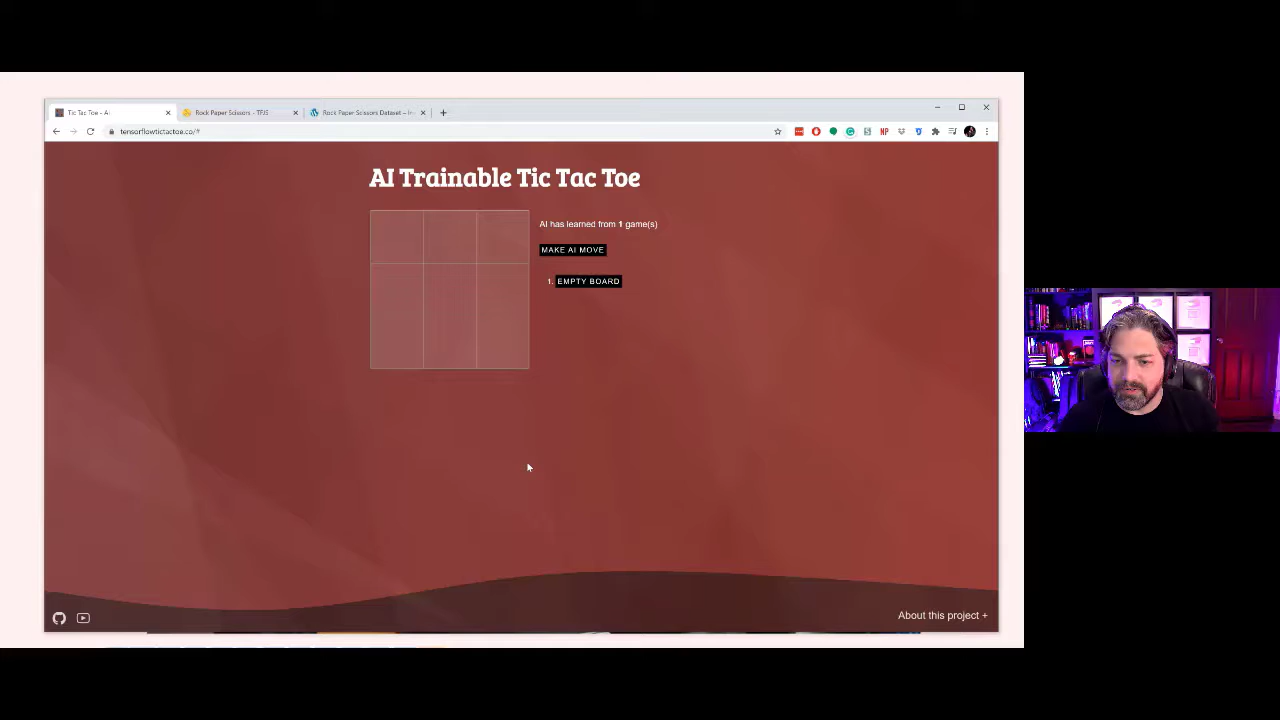 Tic Tac Toe - AI
Rock Paper Scissors - TFJS
Rock Paper Scissors Dataset –
tensorflowtictactoe.co/#
NP
AI Trainable Tic Tac Toe
AI has learned from 1 game(s)
MAKE AI MOVE
1. EMPTY BOARD
About this project +